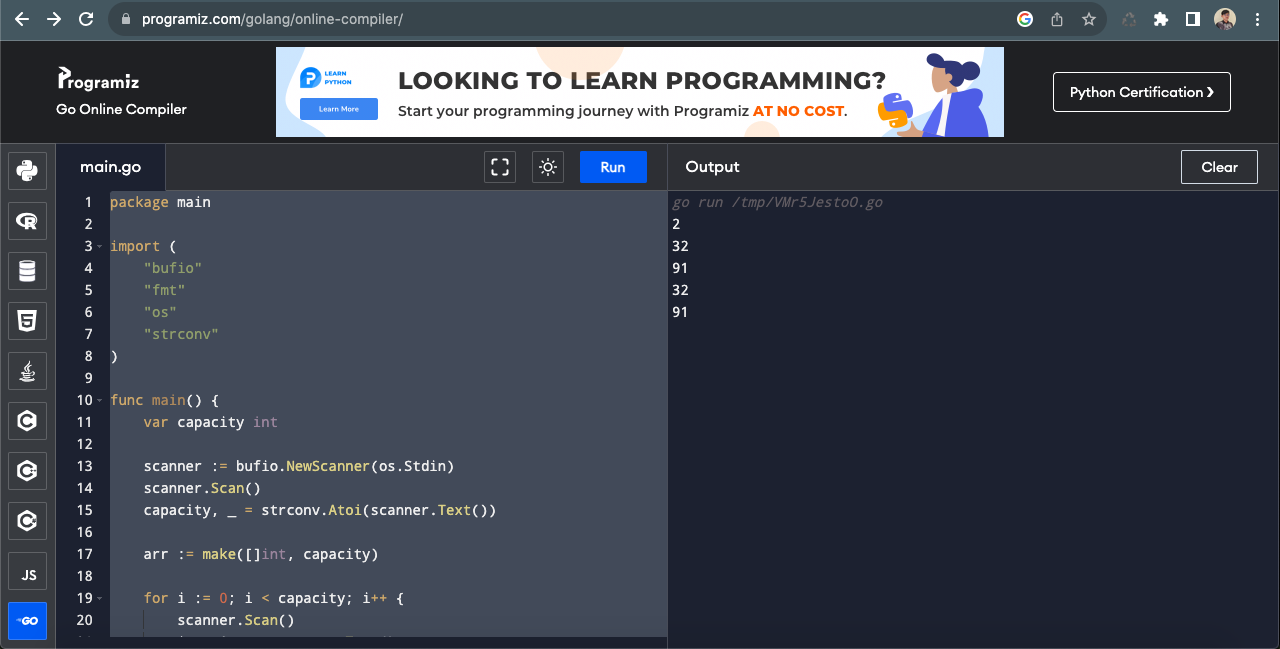 programiz.com/golang/online-compiler/
Programiz
Go Online Compiler
LEARN
PYTHON
Learn More
LOOKING TO LEARN PROGRAMMING?
Start your programming journey with Programiz AT NO COST.
Python Certification ›
main.go
Run
Output
Clear
1 package main
2
3 import (
4 "bufio"
5 "fmt"
6 "os"
7 "strconv"
8 )
9
10 func main() {
11 var capacity int
12
13 scanner := bufio.NewScanner(os.Stdin)
14 scanner.Scan()
15 capacity, _ = strconv.Atoi(scanner.Text())
16
17 arr := make([]int, capacity)
18
19 for i := 0; i < capacity; i++ {
20 scanner.Scan()
go run /tmp/VMr5JestoO.go
2
32
91
32
91
JS
GO